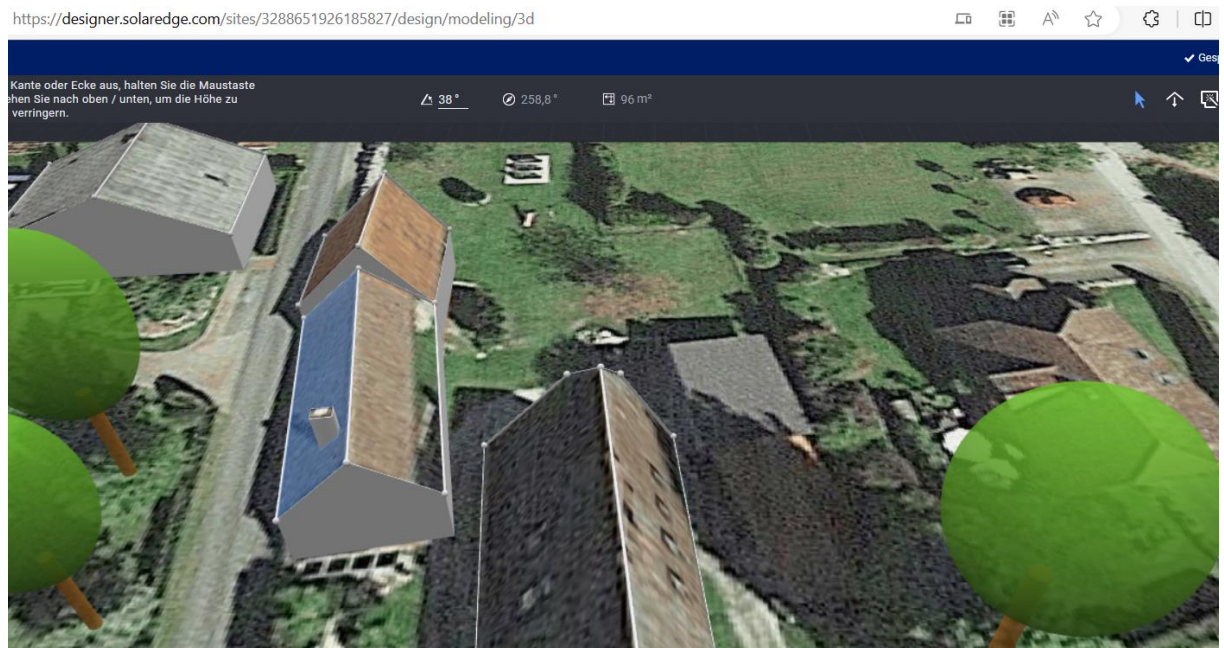 https://designer.solaredge.com/sites/3288651926185827/design/modeling/3d
Kante oder Ecke aus, halten Sie die Maustaste
ehen Sie nach oben / unten, um die Höhe zu
verringern.
38° 258,8° 96 m²